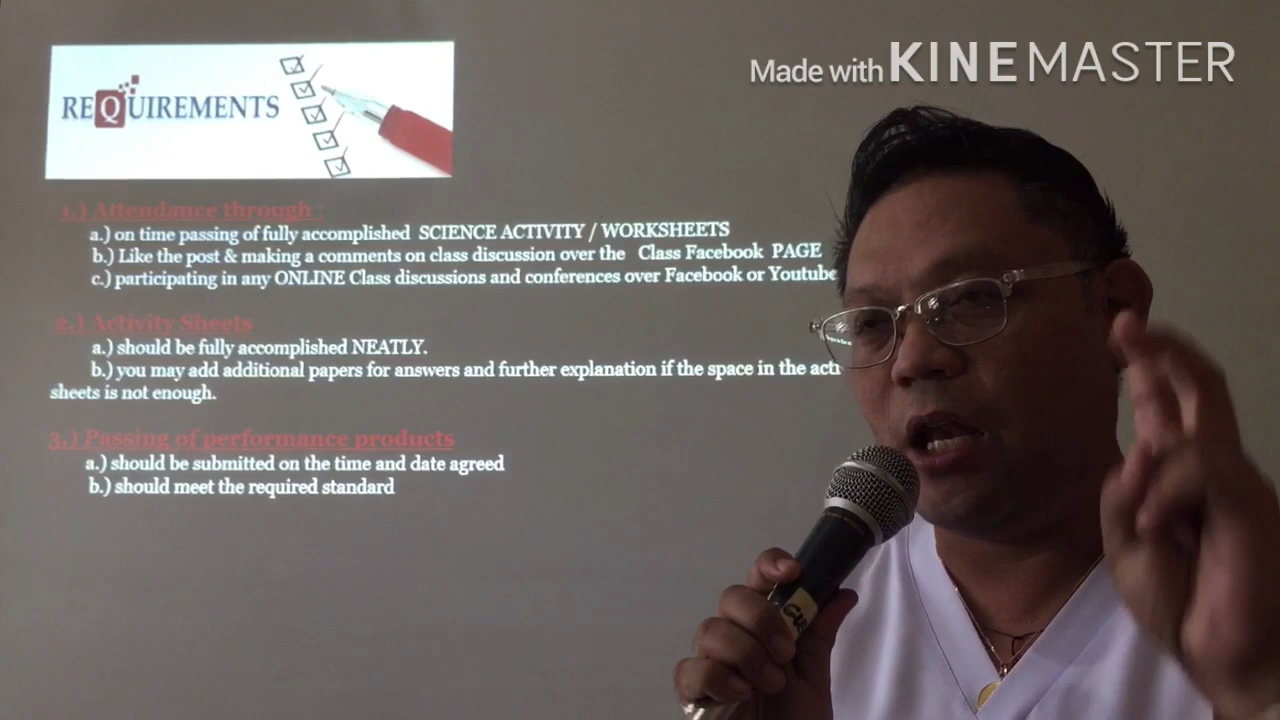 Made with KINEMASTER
REQUIREMENTS
1.) Attendance through :
a.) on time passing of fully accomplished SCIENCE ACTIVITY / WORKSHEETS
b.) Like the post & making a comments on class discussion over the Class Facebook PAGE
c.) participating in any ONLINE Class discussions and conferences over Facebook or Youtube
2.) Activity Sheets
a.) should be fully accomplished NEATLY.
b.) you may add additional papers for answers and further explanation if the space in the
sheets is not enough.
3.) Passing of performance products
a.) should be submitted on the time and date agreed
b.) should meet the required standard